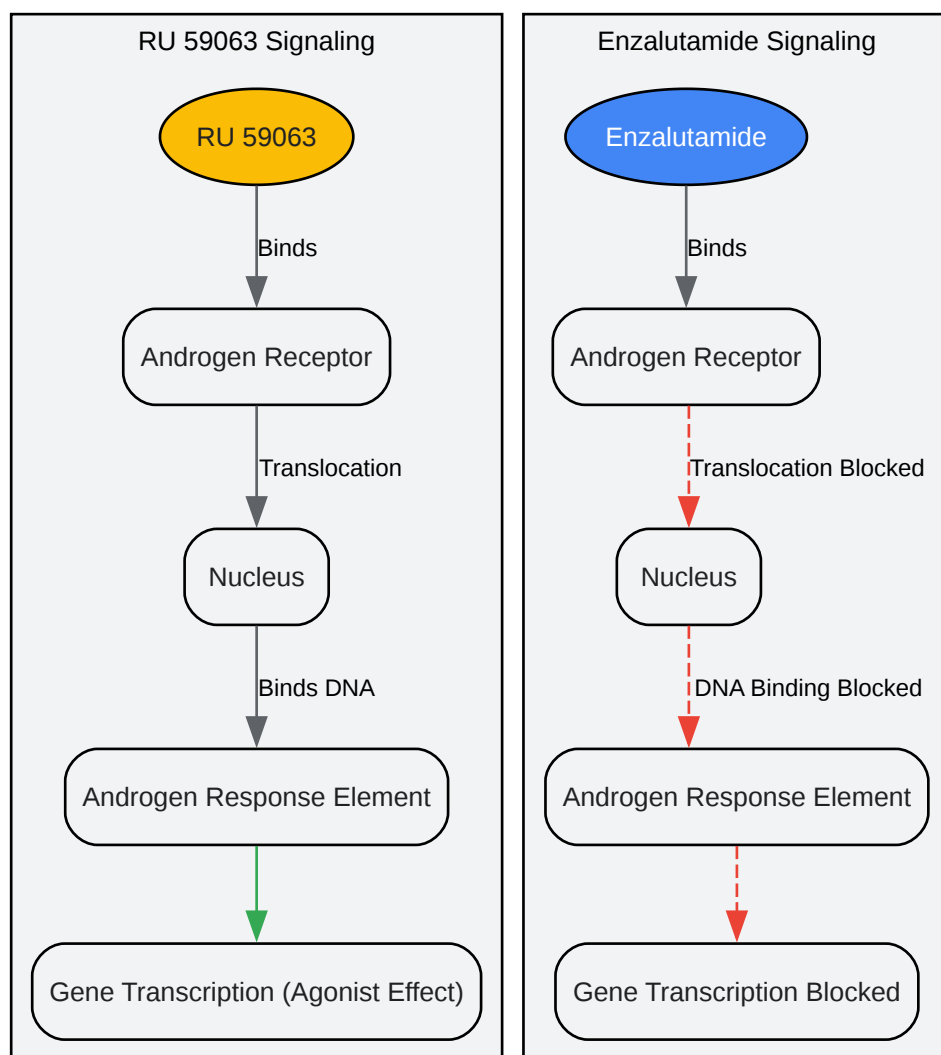 RU 59063 Signaling
RU 59063
Binds
Androgen Receptor
Translocation
Nucleus
Binds DNA
Androgen Response Element
Gene Transcription (Agonist Effect)
Enzalutamide Signaling
Enzalutamide
Binds
Androgen Receptor
Translocation Blocked
Nucleus
DNA Binding Blocked
Androgen Response Element
Gene Transcription Blocked